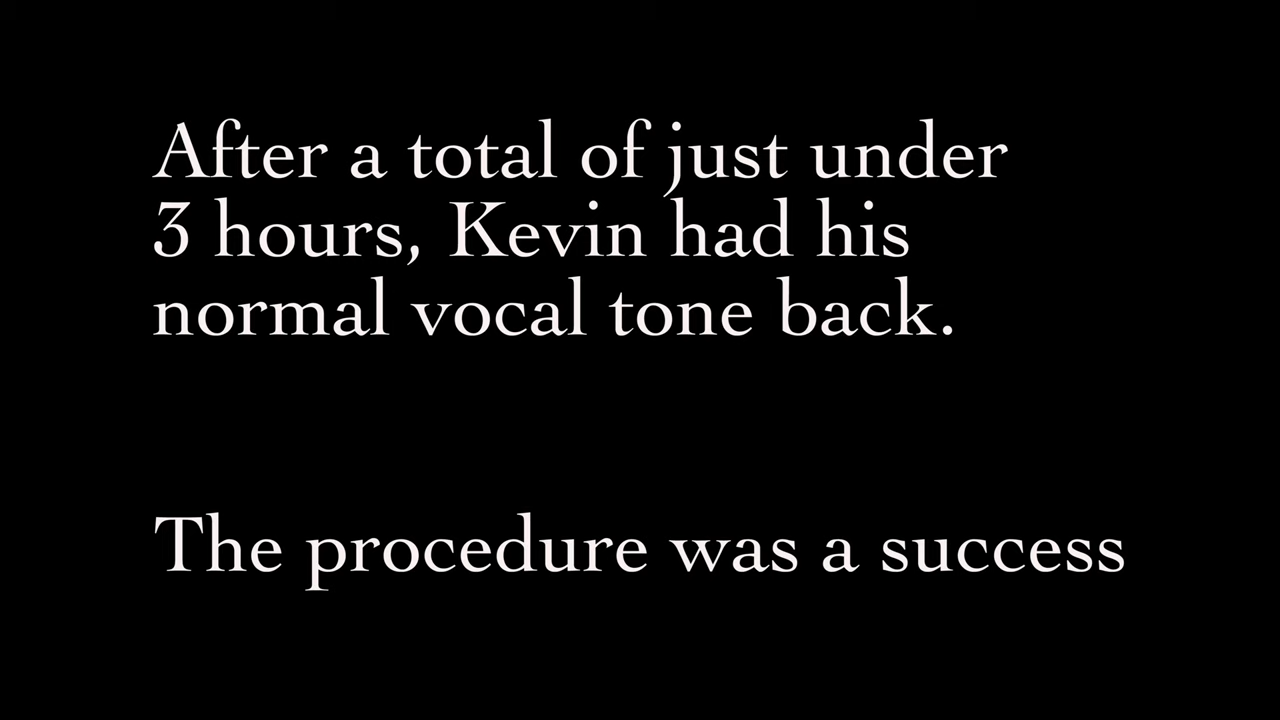 After a total of just under
3 hours, Kevin had his
normal vocal tone back.
The procedure was a success